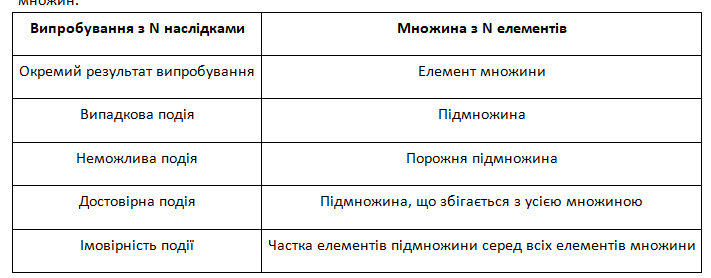 множин.
Випробування з N наслідками Множина з N елементів
Окремий результат випробування Елемент множини
Випадкова подія Підмножина
Неможлива подія Порожня підмножина
Достовірна подія Підмножина, що збігається з усією множиною
Імовірність події Частка елементів підмножини серед всіх елементів множини